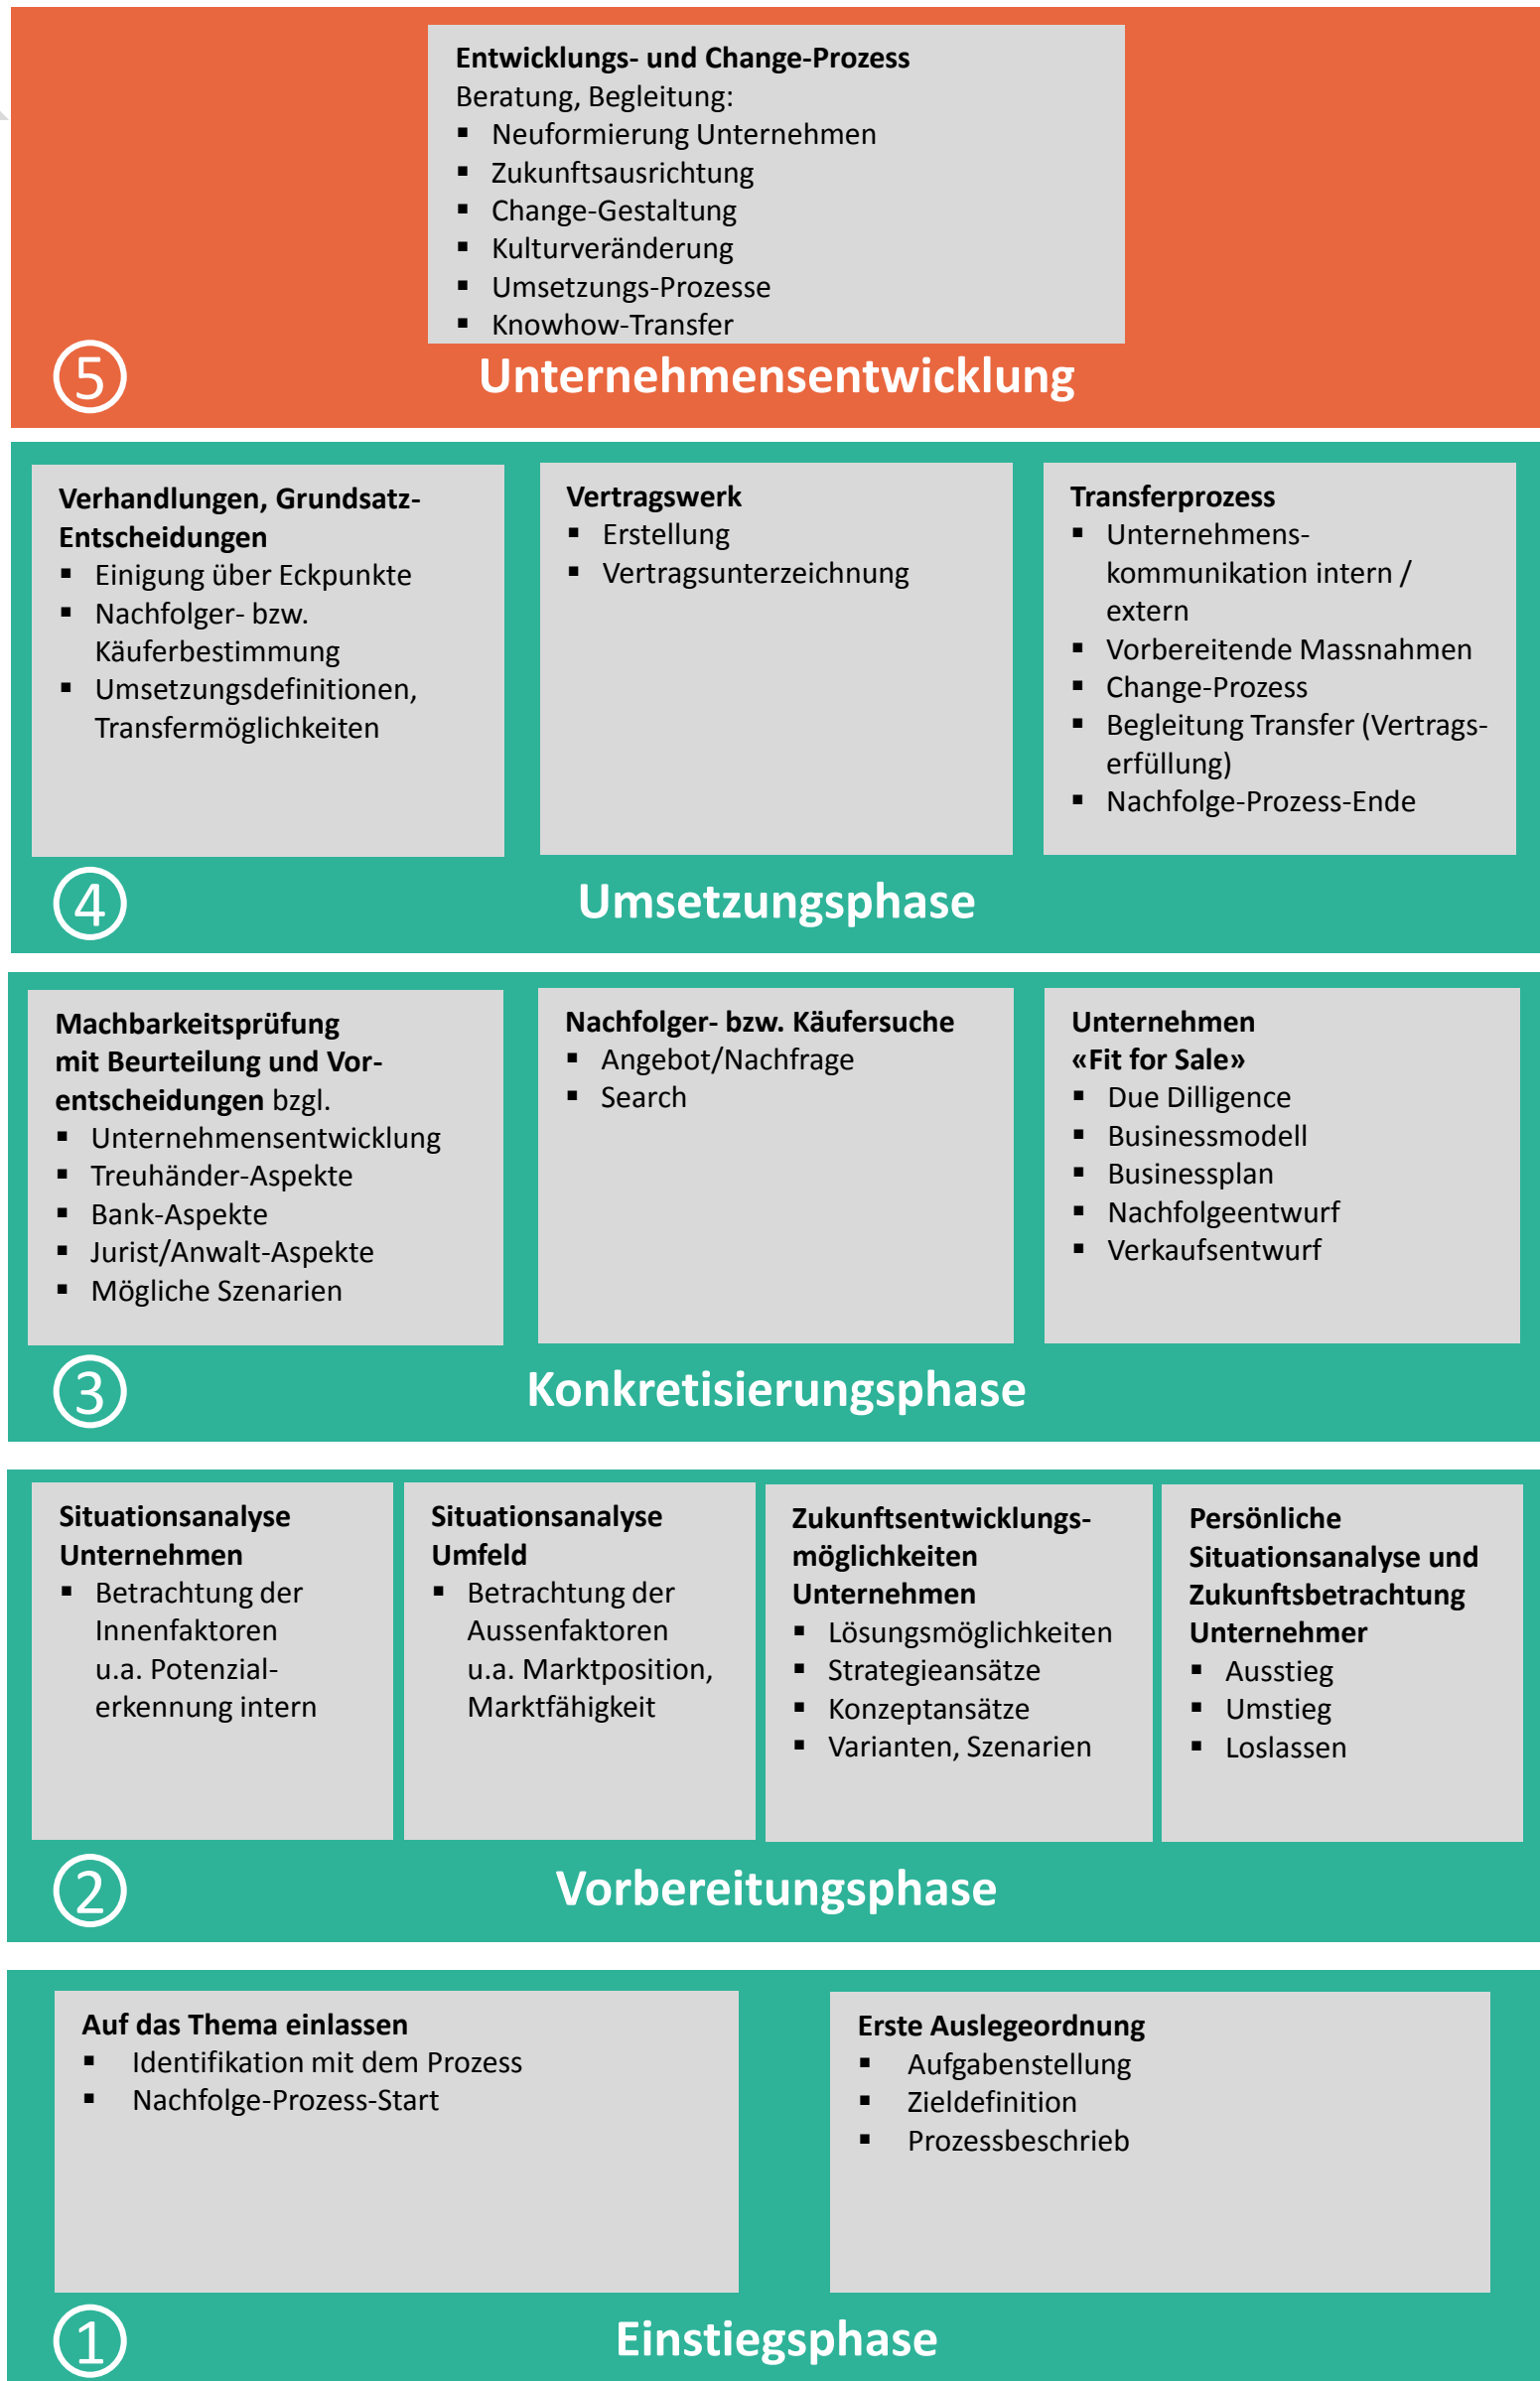 Entwicklungs- und Change-Prozess
Beratung, Begleitung:
▪ Neuformierung Unternehmen
▪ Zukunftsausrichtung
▪ Change-Gestaltung
▪ Kulturveränderung
▪ Umsetzungs-Prozesse
▪ Knowhow-Transfer
5
Unternehmensentwicklung
Verhandlungen, Grundsatz-
Entscheidungen
▪ Einigung über Eckpunkte
▪ Nachfolger- bzw.
Käuferbestimmung
▪ Umsetzungsdefinitionen,
Transfermöglichkeiten
Vertragswerk
▪ Erstellung
▪ Vertragsunterzeichnung
Transferprozess
▪ Unternehmens-
kommunikation intern /
extern
▪ Vorbereitende Massnahmen
▪ Change-Prozess
▪ Begleitung Transfer (Vertrags-
erfüllung)
▪ Nachfolge-Prozess-Ende
4
Umsetzungsphase
Machbarkeitsprüfung
mit Beurteilung und Vor-
entscheidungen bzgl.
▪ Unternehmensentwicklung
▪ Treuhänder-Aspekte
▪ Bank-Aspekte
▪ Jurist/Anwalt-Aspekte
▪ Mögliche Szenarien
Nachfolger- bzw. Käufersuche
▪ Angebot/Nachfrage
▪ Search
Unternehmen
«Fit for Sale»
▪ Due Dilligence
▪ Businessmodell
▪ Businessplan
▪ Nachfolgeentwurf
▪ Verkaufsentwurf
3
Konkretisierungsphase
Situationsanalyse
Unternehmen
▪ Betrachtung der
Innenfaktoren
u.a. Potenzial-
erkennung intern
Situationsanalyse
Umfeld
▪ Betrachtung der
Aussenfaktoren
u.a. Marktposition,
Marktfähigkeit
Zukunftsentwicklungs-
möglichkeiten
Unternehmen
▪ Lösungsmöglichkeiten
▪ Strategieansätze
▪ Konzeptansätze
▪ Varianten, Szenarien
Persönliche
Situationsanalyse und
Zukunftsbetrachtung
Unternehmer
▪ Ausstieg
▪ Umstieg
▪ Loslassen
2
Vorbereitungsphase
Auf das Thema einlassen
▪ Identifikation mit dem Prozess
▪ Nachfolge-Prozess-Start
Erste Auslegeordnung
▪ Aufgabenstellung
▪ Zieldefinition
▪ Prozessbeschrieb
1
Einstiegsphase